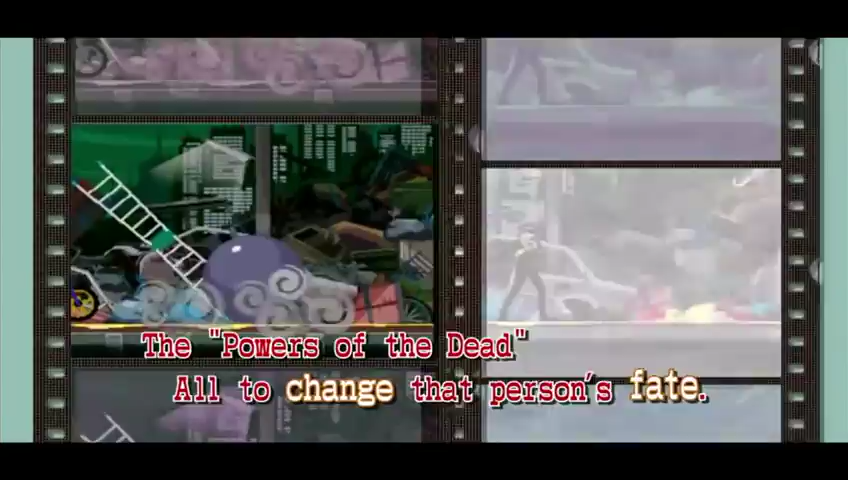 The "Powers of the Dead"
All to change that person's fate.